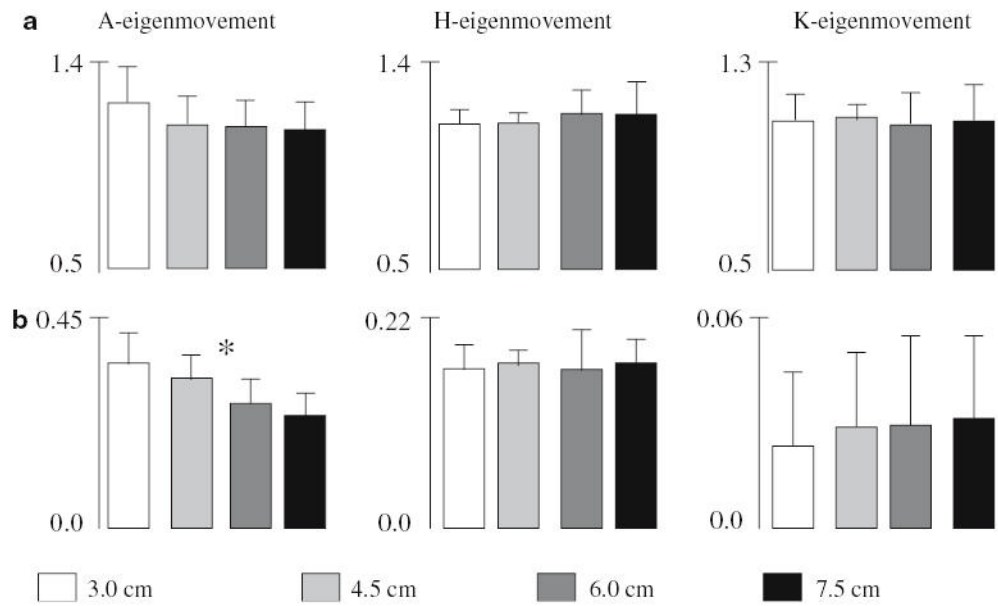 a A-eigenmovement H-eigenmovement K-eigenmovement
1.4 1.4 1.3
0.5 0.5 0.5
b 0.45 0.22 0.06
*
0.0 0.0 0.0
3.0 cm 4.5 cm 6.0 cm 7.5 cm